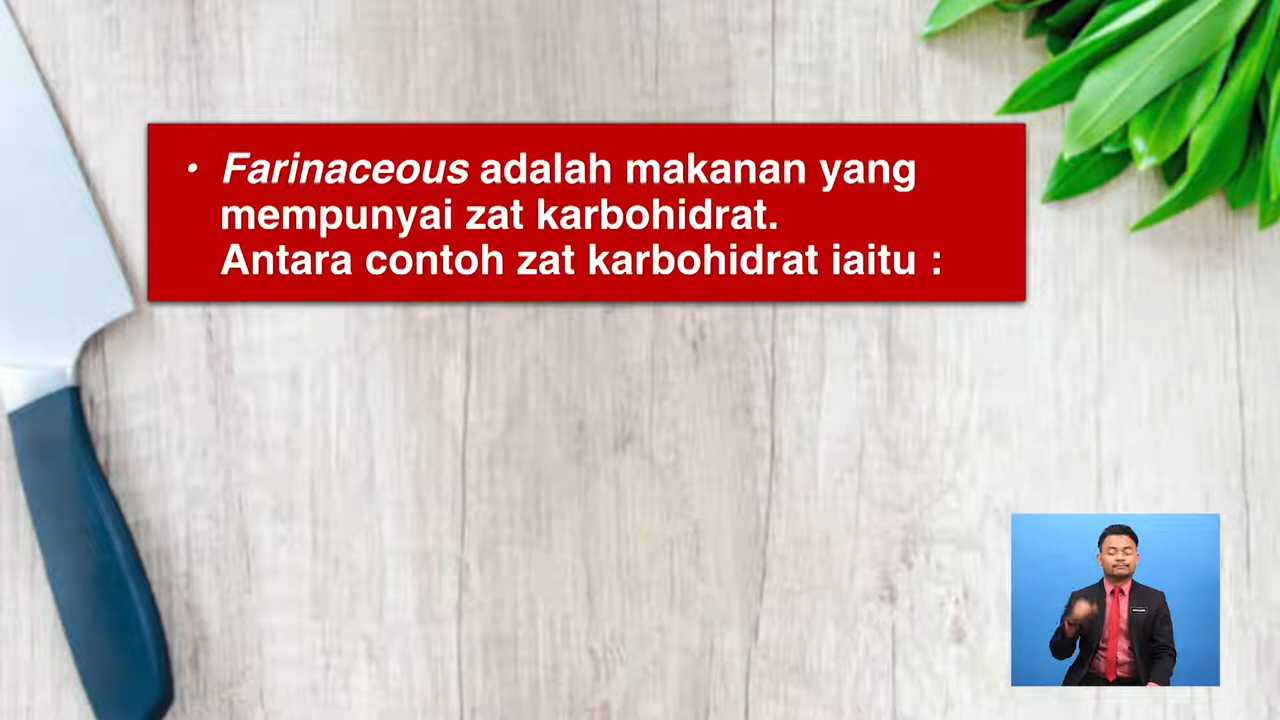 • Farinaceous adalah makanan yang
mempunyai zat karbohidrat.
Antara contoh zat karbohidrat iaitu :